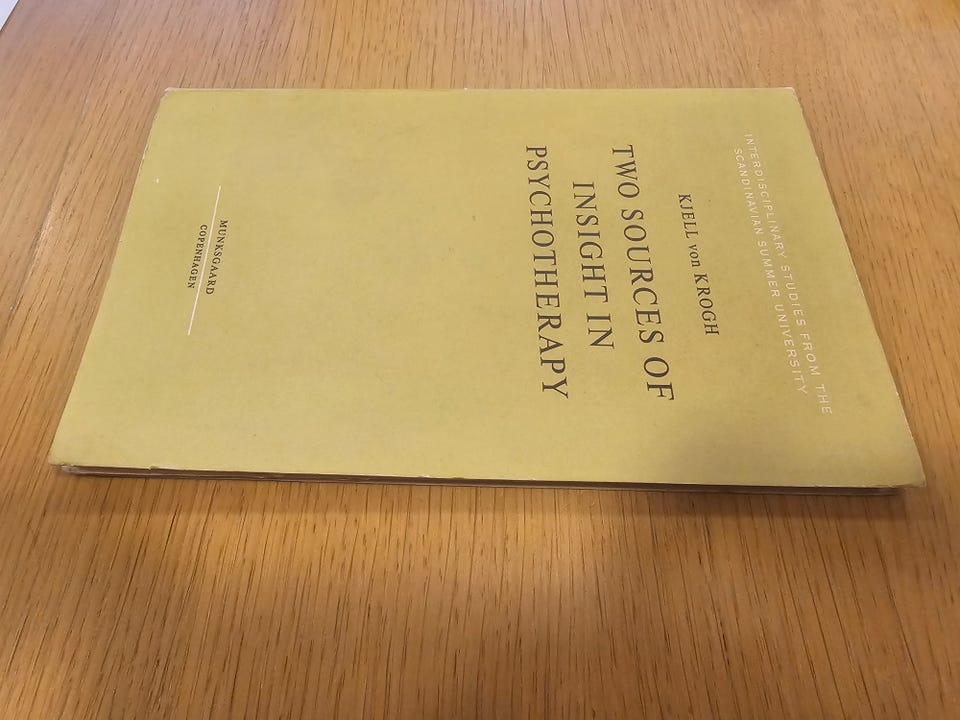 INTERDISCIPLINARY STUDIES FROM THE
SCANDINAVIAN SUMMER UNIVERSITY
KJELL von KROGH
TWO SOURCES OF
INSIGHT IN
PSYCHOTHERAPY
MUNKSGAARD
COPENHAGEN